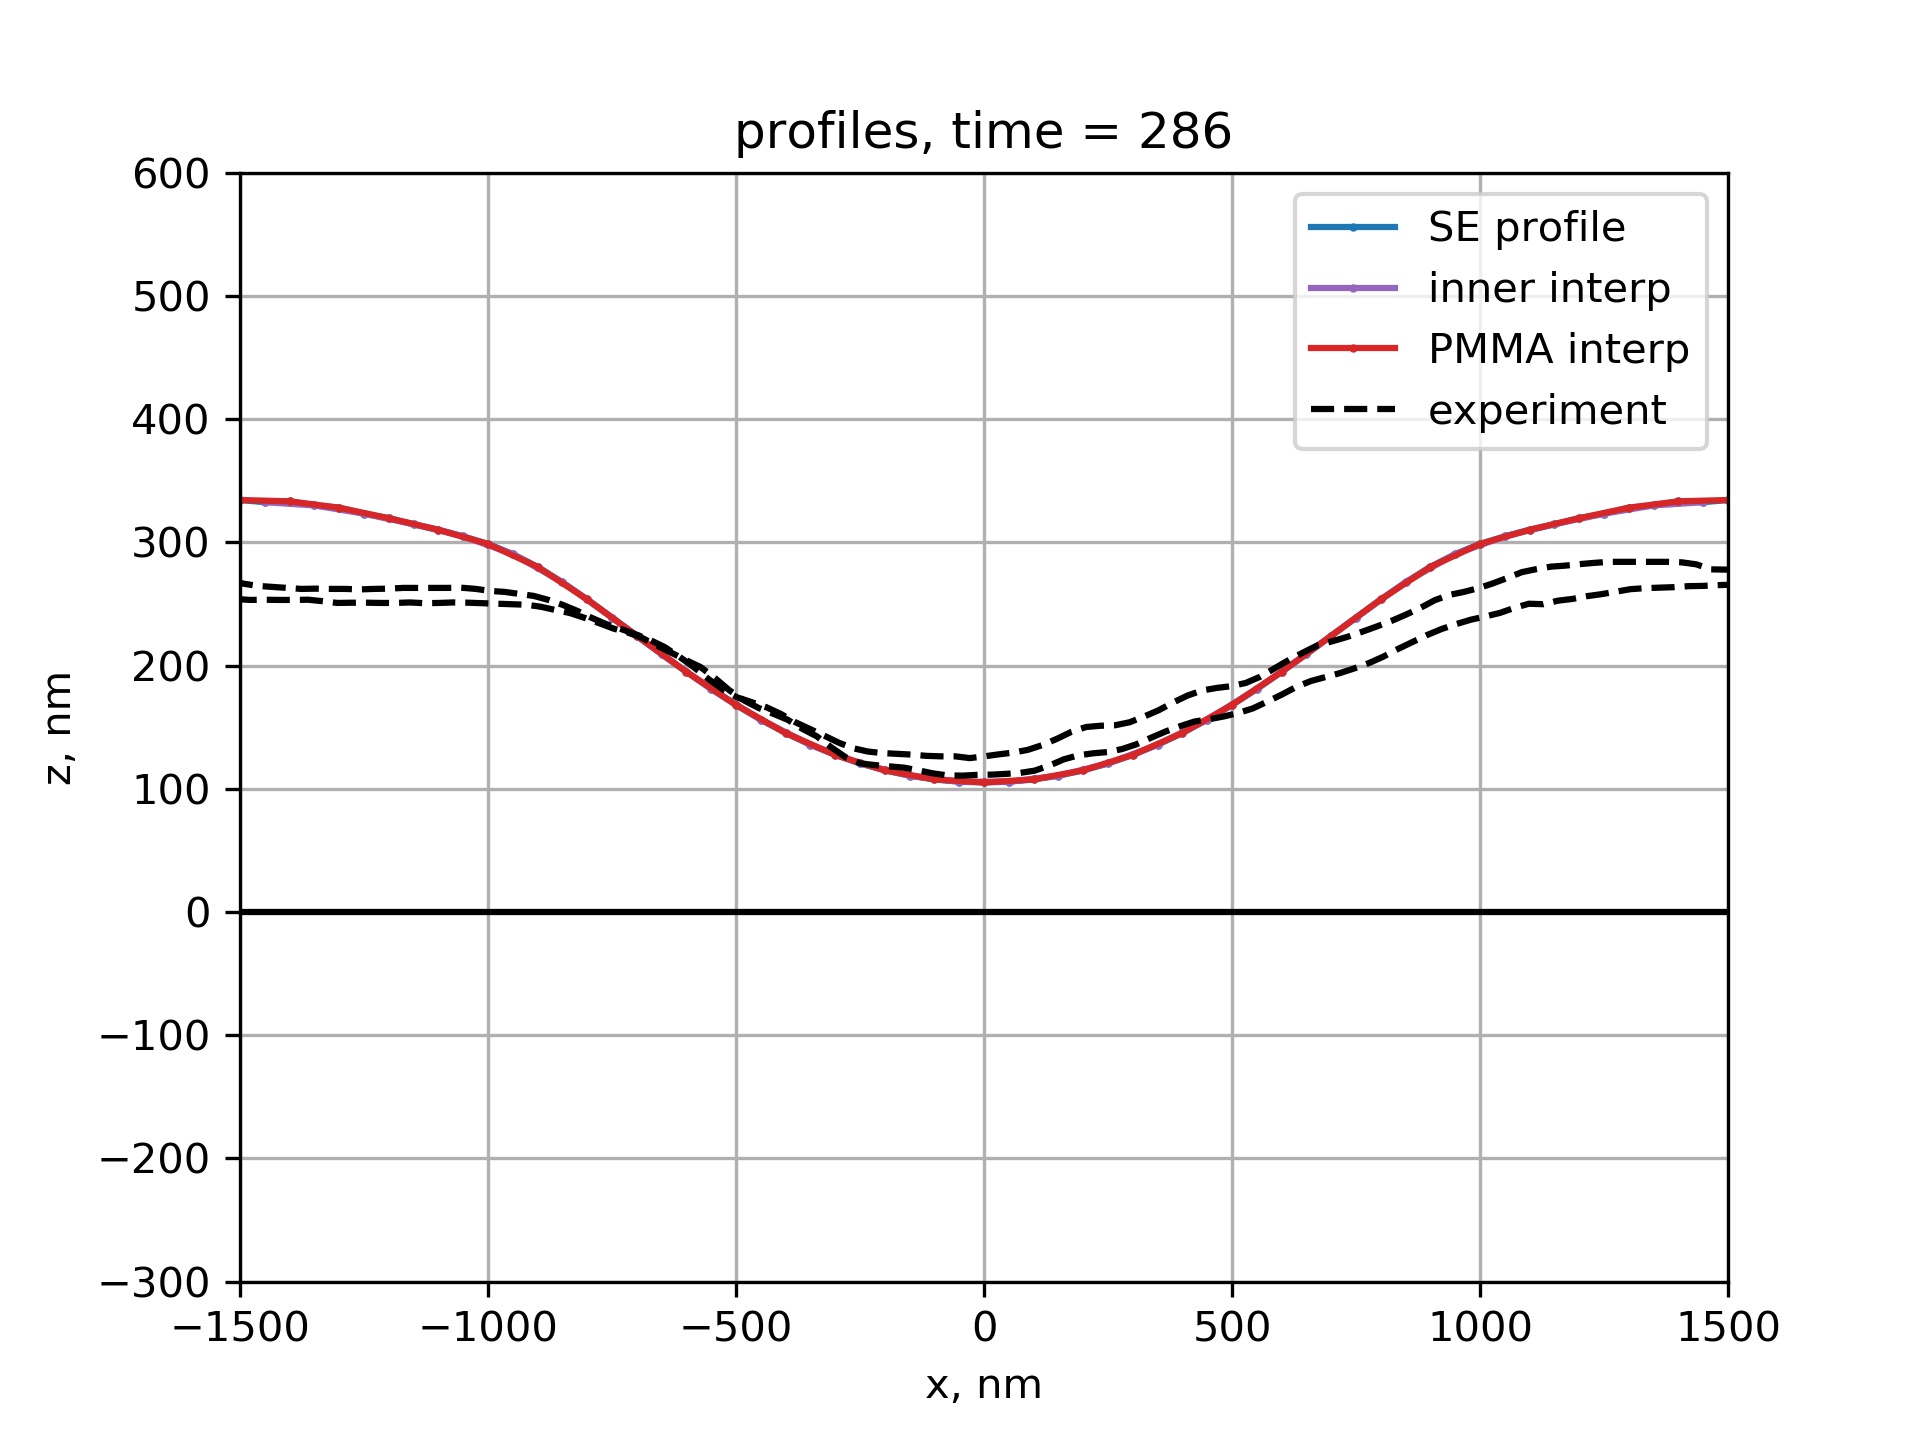 profiles, time = 286
600
500
400
300
200
100
0
−100
−200
−300
z, nm
SE profile
inner interp
PMMA interp
experiment
−1500 −1000 −500 0 500 1000 1500
x, nm